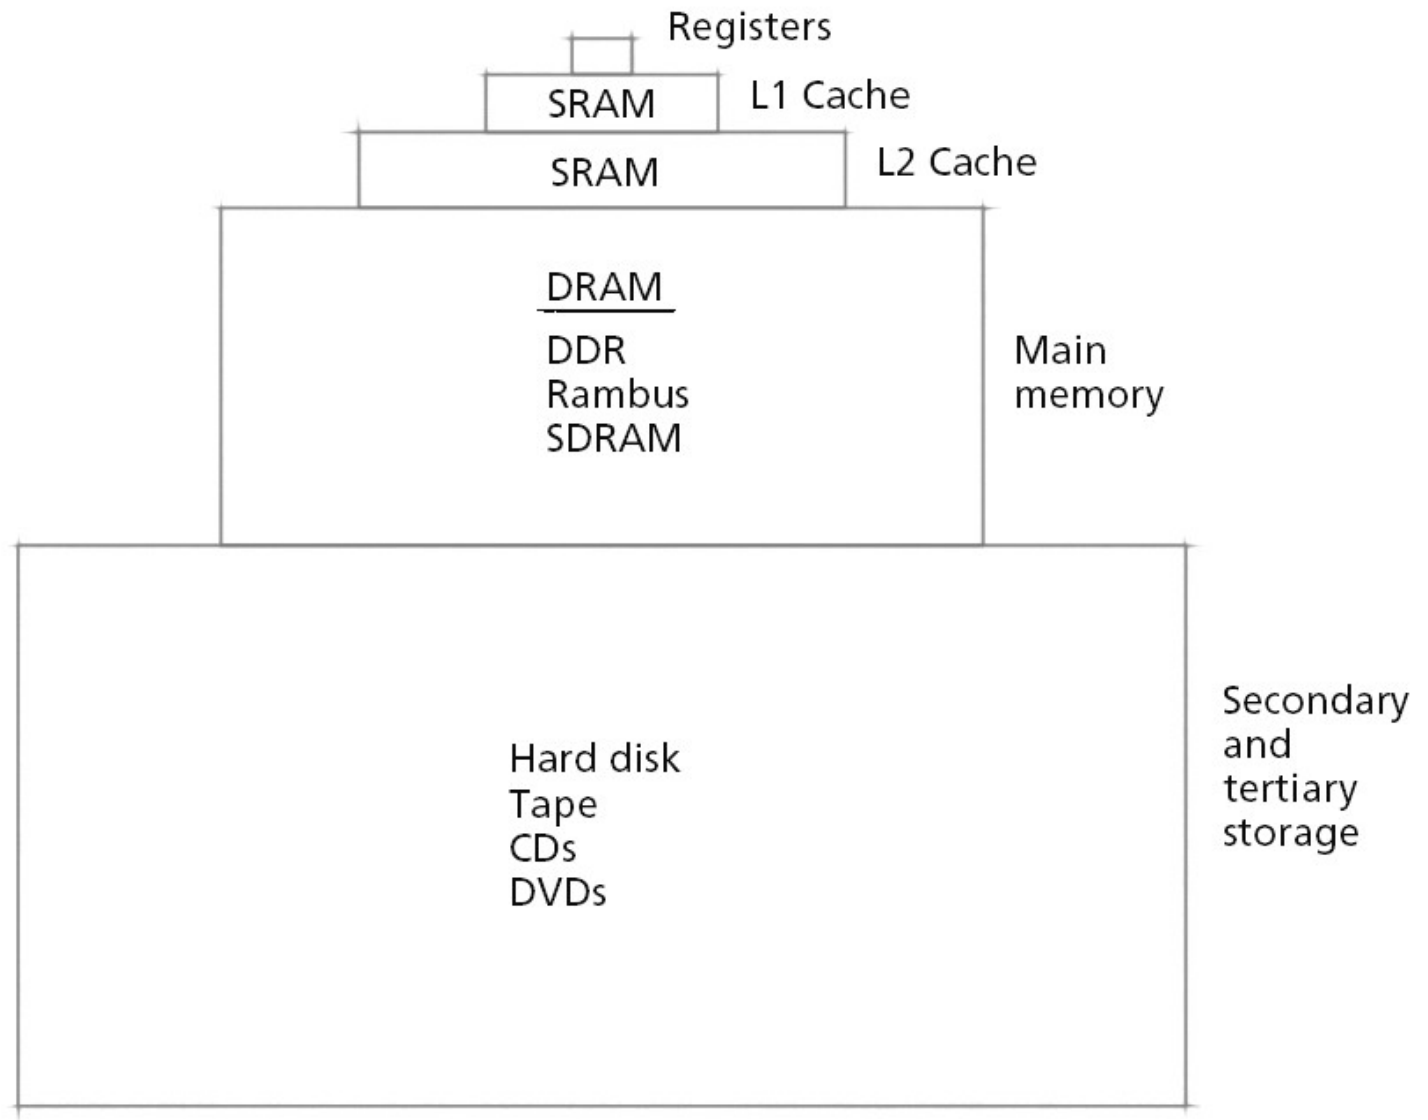 Registers
SRAM
L1 Cache
SRAM
L2 Cache
DRAM
DDR
Rambus
SDRAM
Main
memory
Hard disk
Tape
CDs
DVDs
Secondary
and
tertiary
storage